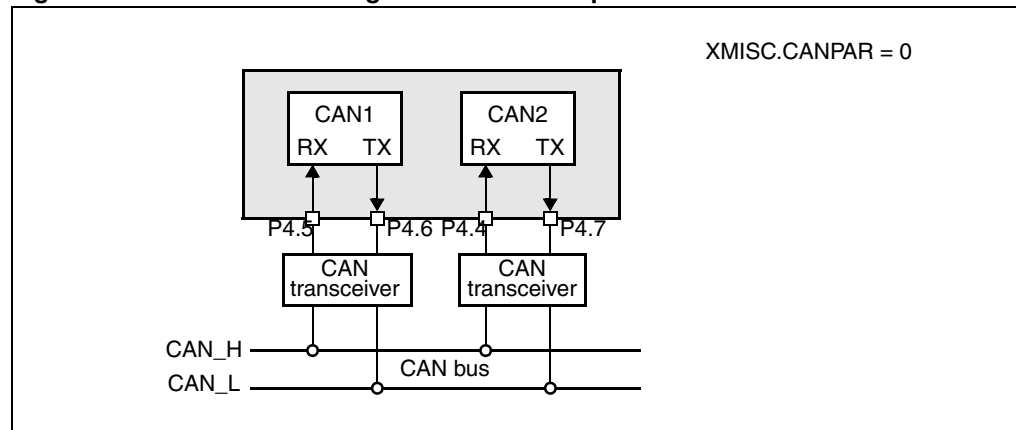 XMISC.CANPAR = 0
CAN1 CAN2
RX TX RX TX
P4.5 P4.6 P4.4 P4.7
CAN transceiver CAN transceiver
CAN_H
CAN bus
CAN_L